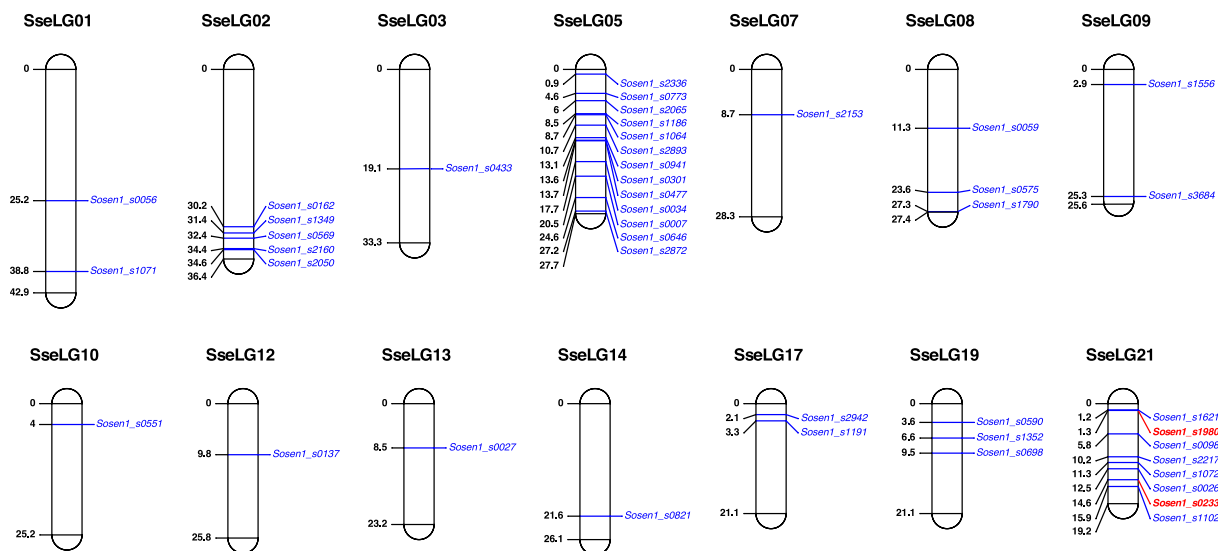 SseLG01
0
25.2 Sosen1_s0056
38.8 Sosen1_s1071
42.9
SseLG02
0
30.2 Sosen1_s0162
31.4 Sosen1_s1349
32.4 Sosen1_s0569
34.4 Sosen1_s2160
34.6 Sosen1_s2050
36.4
SseLG03
0
19.1 Sosen1_s0433
33.3
SseLG05
0
0.9 Sosen1_s2336
4.6 Sosen1_s0773
6 Sosen1_s2065
8.5 Sosen1_s1186
8.7 Sosen1_s1064
10.7 Sosen1_s2893
13.1 Sosen1_s0941
13.6 Sosen1_s0301
13.7 Sosen1_s0477
17.7 Sosen1_s0034
20.5 Sosen1_s0007
24.6 Sosen1_s0646
27.2 Sosen1_s2872
27.7
SseLG07
0
8.7 Sosen1_s2153
28.3
SseLG08
0
11.3 Sosen1_s0059
23.6 Sosen1_s0575
27.3 Sosen1_s1790
27.4
SseLG09
0
2.9 Sosen1_s1556
25.3 Sosen1_s3684
25.6
SseLG10
0
4 Sosen1_s0551
25.2
SseLG12
0
9.8 Sosen1_s0137
25.8
SseLG13
0
8.5 Sosen1_s0027
23.2
SseLG14
0
21.6 Sosen1_s0821
26.1
SseLG17
0
2.1 Sosen1_s2942
3.3 Sosen1_s1191
21.1
SseLG19
0
3.6 Sosen1_s0590
6.6 Sosen1_s1352
9.5 Sosen1_s0698
21.1
SseLG21
0
1.2 Sosen1_s1621
1.3 Sosen1_s1980
5.8 Sosen1_s0098
10.2 Sosen1_s2217
11.3 Sosen1_s1072
12.5 Sosen1_s0026
14.6 Sosen1_s0233
15.9 Sosen1_s1102
19.2